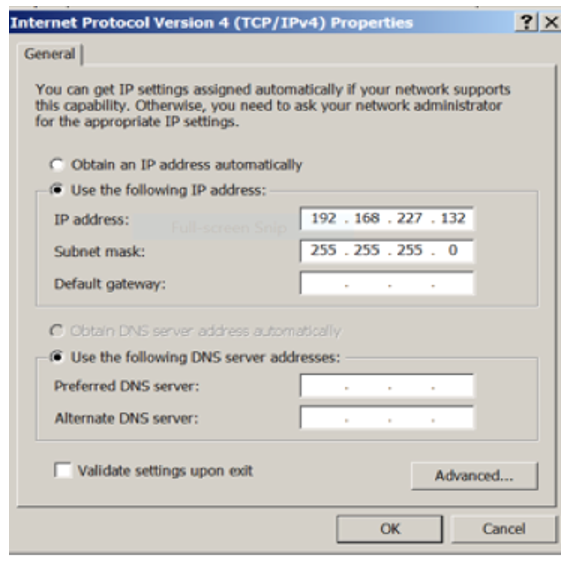 Internet Protocol Version 4 (TCP/IPv4) Properties ? X
General
You can get IP settings assigned automatically if your network supports
this capability. Otherwise, you need to ask your network administrator
for the appropriate IP settings.
Obtain an IP address automatically
Use the following IP address:
IP address: 192 . 168 . 227 . 132
Full-screen Snip
Subnet mask: 255 . 255 . 255 . 0
Default gateway: . . .
Obtain DNS server address automatically
Use the following DNS server addresses:
Preferred DNS server: . . .
Alternate DNS server: . . .
Validate settings upon exit
Advanced...
OK Cancel